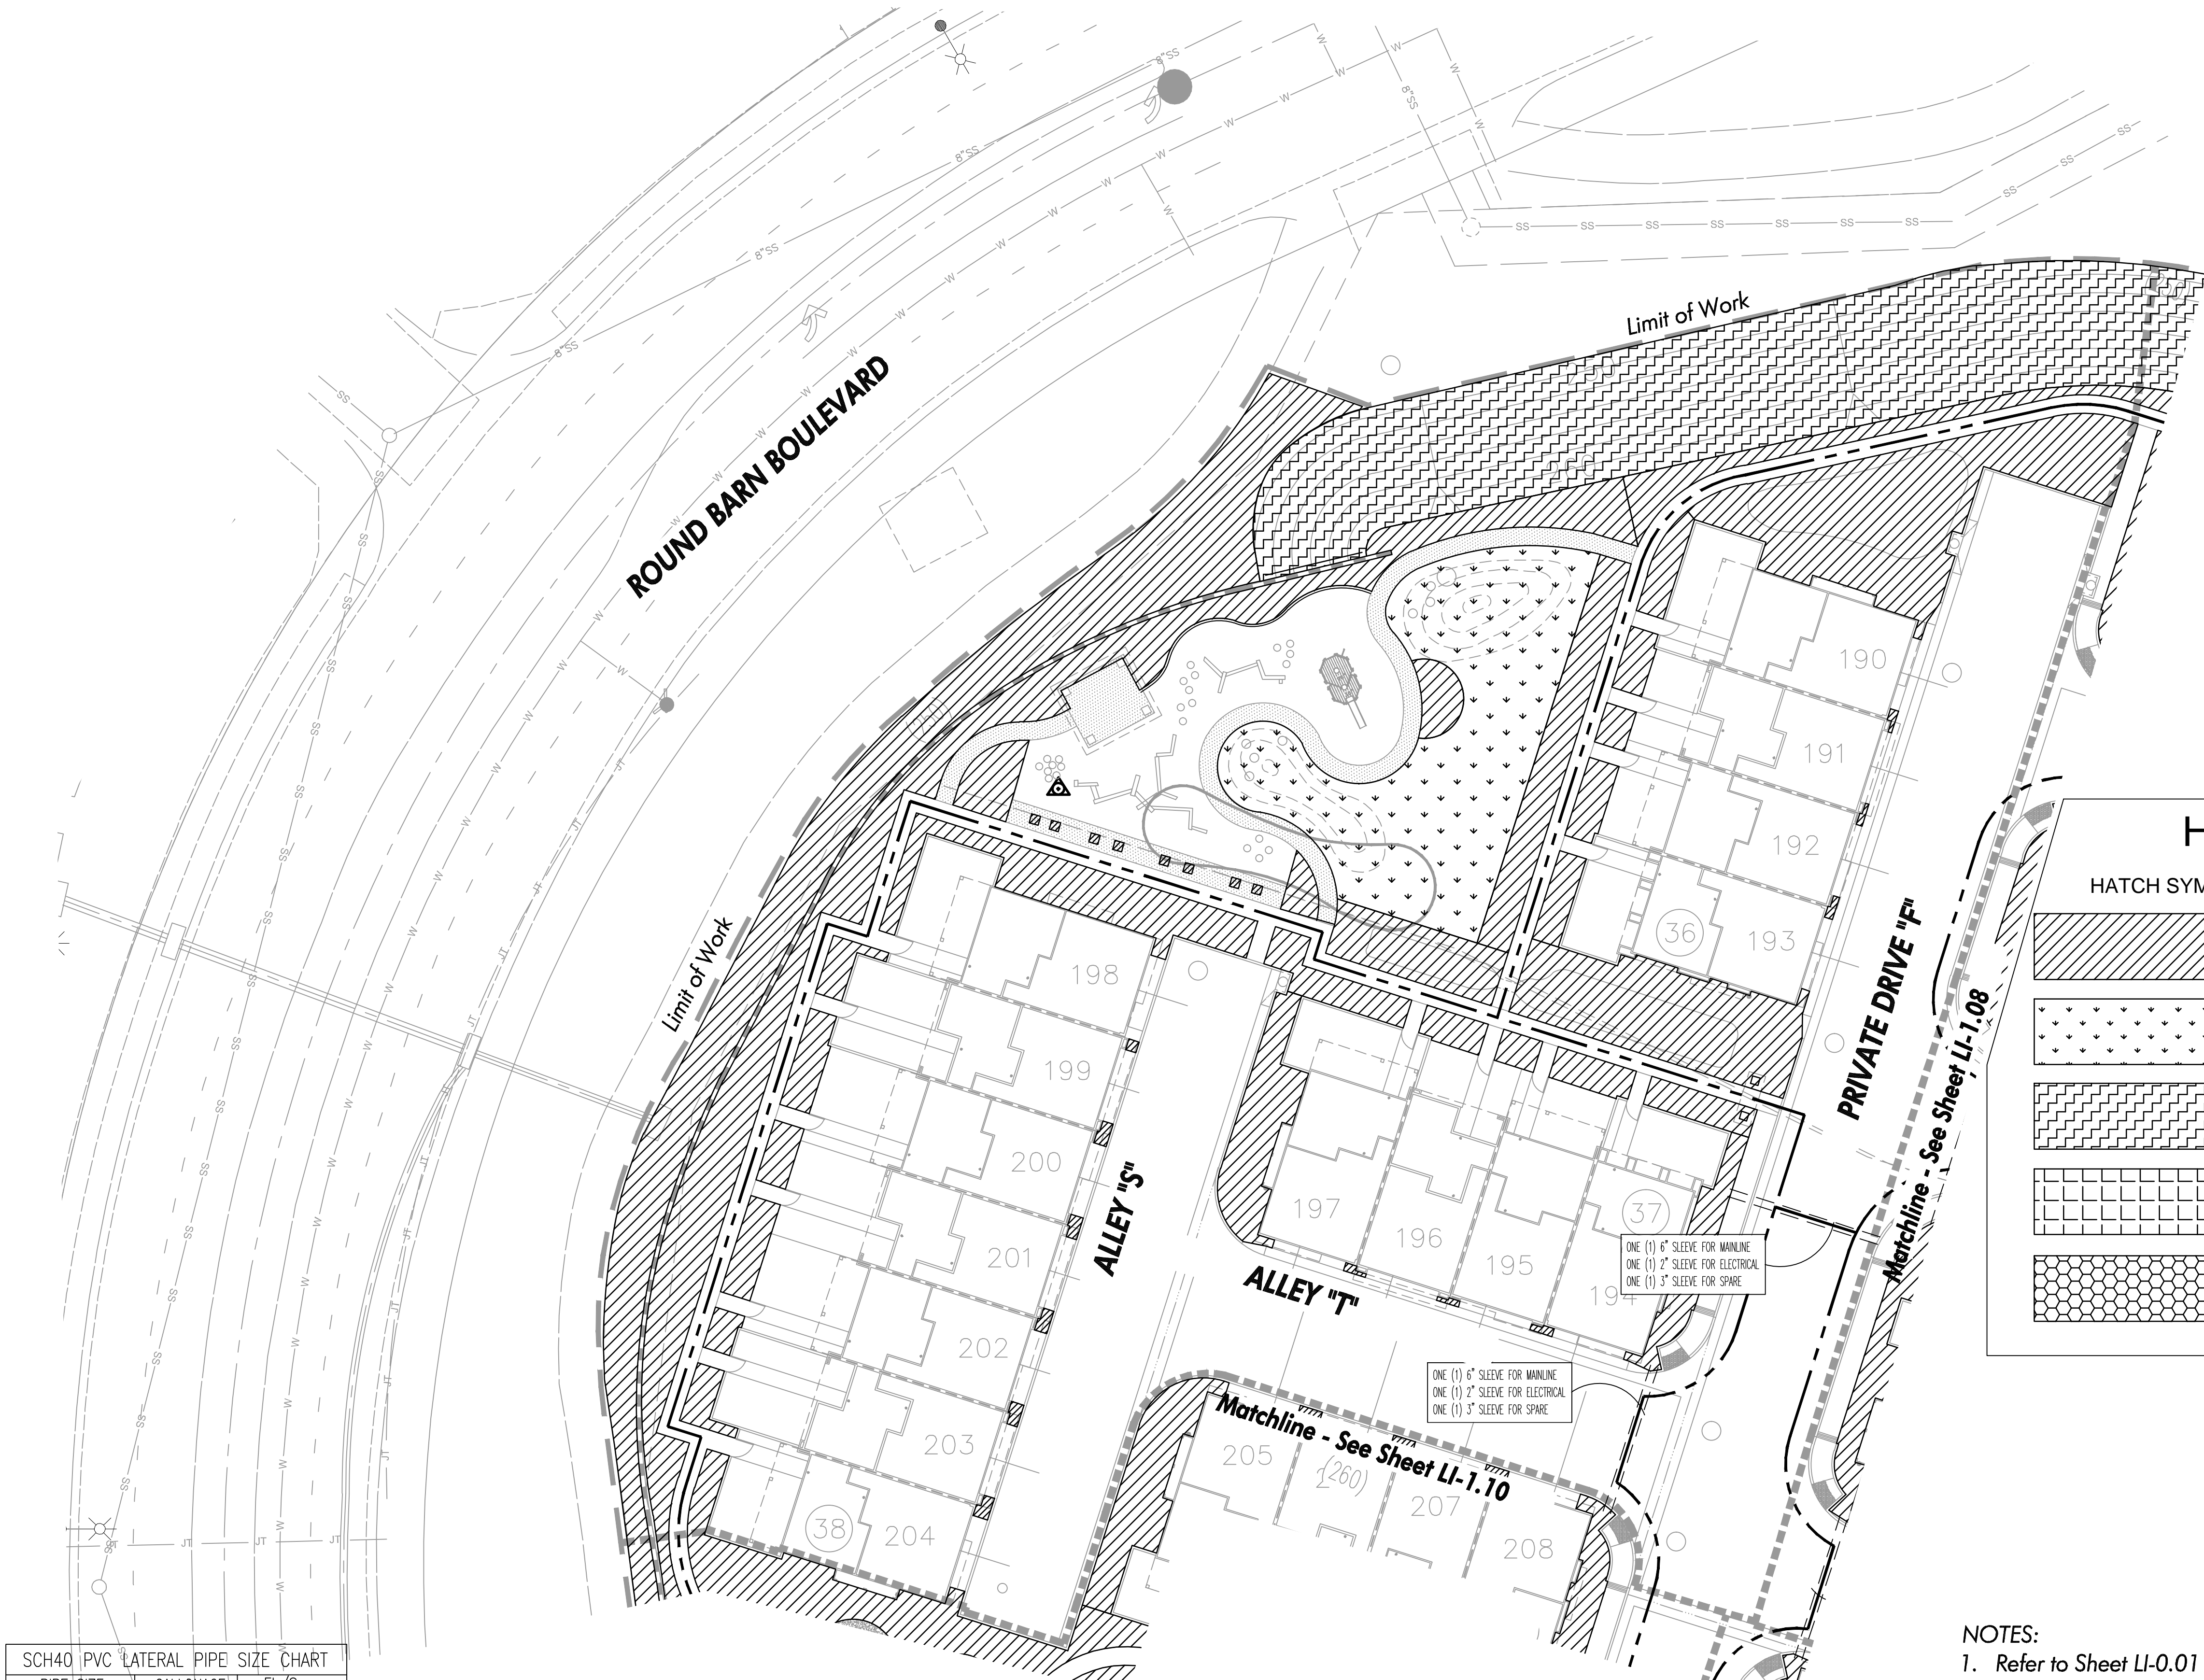 8"SS
8"SS
8"SS
8"SS
8"SS
Limit of Work
ROUND BARN BOULEVARD
Limit of Work
250
260
190
191
192
193
36
198
199
200
201
202
203
204
38
197
196
195
194
37
205
207
208
(260)
ALLEY "S"
ALLEY "T"
PRIVATE DRIVE "F"
Matchline - See Sheet LI-1.08
Matchline - See Sheet LI-1.10
ONE (1) 6" SLEEVE FOR MAINLINE
ONE (1) 2" SLEEVE FOR ELECTRICAL
ONE (1) 3" SLEEVE FOR SPARE
ONE (1) 6" SLEEVE FOR MAINLINE
ONE (1) 2" SLEEVE FOR ELECTRICAL
ONE (1) 3" SLEEVE FOR SPARE
H
HATCH SYM
SCH40 PVC LATERAL PIPE SIZE CHART
NOTES:
1. Refer to Sheet LI-0.01